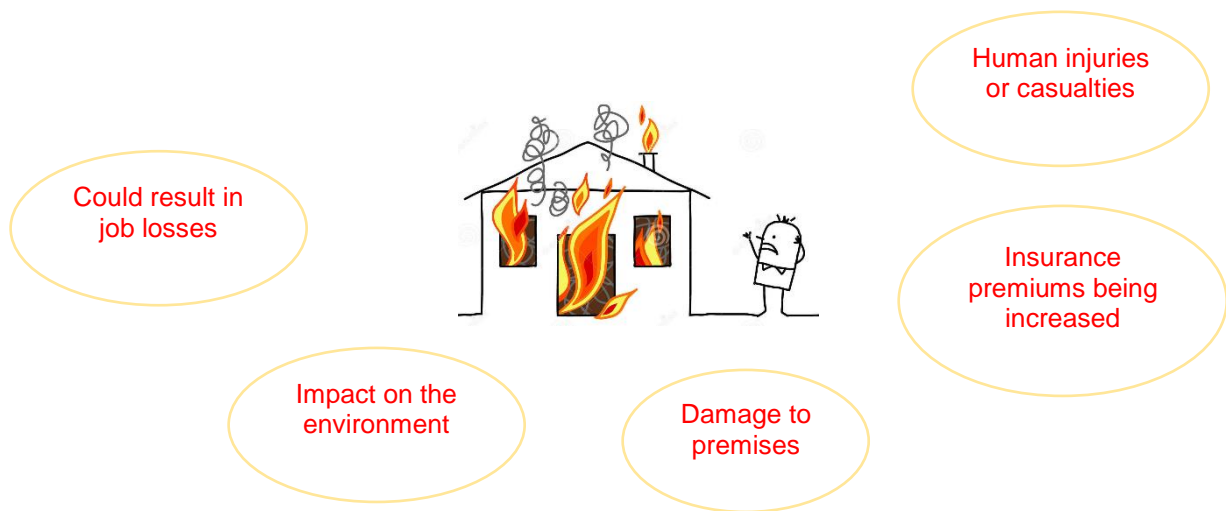 Human injuries
or casualties
Could result in
job losses
Insurance
premiums being
increased
Impact on the
environment
Damage to
premises